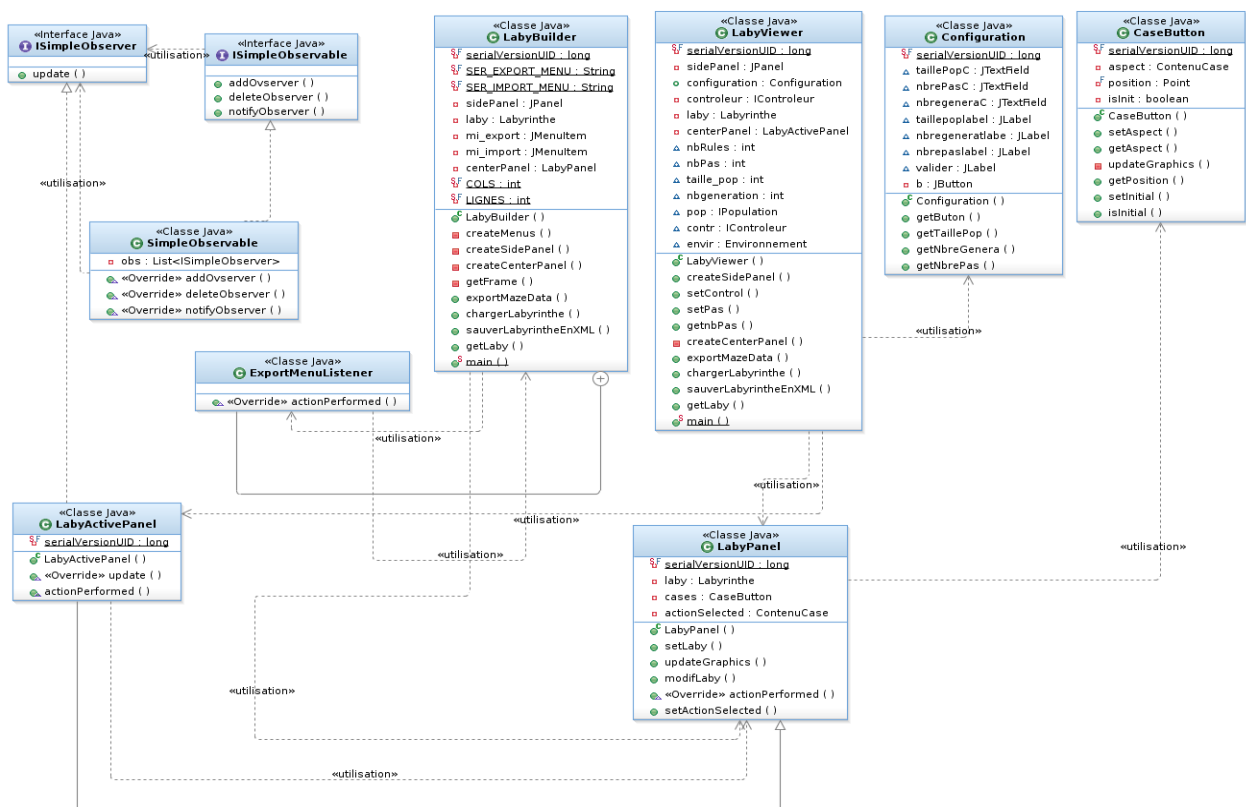 «Interface Java»
ISimpleObserver
update ( )
«utilisation»
«Interface Java»
ISimpleObservable
addOvserver ( )
deleteObserver ( )
notifyObserver ( )
«utilisation»
«Classe Java»
SimpleObservable
obs : List<ISimpleObserver>
«Override» addOvserver ( )
«Override» deleteObserver ( )
«Override» notifyObserver ( )
«Classe Java»
LabyBuilder
serialVersionUID : long
SER_EXPORT_MENU : String
SER_IMPORT_MENU : String
sidePanel : JPanel
laby : Labyrinthe
mi_export : JMenuItem
mi_import : JMenuItem
centerPanel : LabyPanel
COLS : int
LIGNES : int
LabyBuilder ( )
createMenus ( )
createSidePanel ( )
createCenterPanel ( )
getFrame ( )
exportMazeData ( )
chargerLabyrinthe ( )
sauverLabyrintheEnXML ( )
getLaby ( )
main ( )
«Classe Java»
LabyViewer
serialVersionUID : long
sidePanel : JPanel
configuration : Configuration
controleur : IControleur
laby : Labyrinthe
centerPanel : LabyActivePanel
nbRules : int
nbPas : int
taille_pop : int
nbgeneration : int
pop : IPopulation
contr : IControleur
envir : Environnement
LabyViewer ( )
createSidePanel ( )
setControl ( )
setPas ( )
getnbPas ( )
createCenterPanel ( )
exportMazeData ( )
chargerLabyrinthe ( )
sauverLabyrintheEnXML ( )
getLaby ( )
main ( )
«Classe Java»
Configuration
serialVersionUID : long
taillePopC : JTextField
nbrePasC : JTextField
nbregeneraC : JTextField
taillepoplabel : JLabel
nbregeneratlabe : JLabel
nbrepaslabel : JLabel
valider : JLabel
b : JButton
Configuration ( )
getButon ( )
getTaillePop ( )
getNbreGenera ( )
getNbrePas ( )
«Classe Java»
CaseButton
serialVersionUID : long
aspect : ContenuCase
position : Point
isInit : boolean
CaseButton ( )
setAspect ( )
getAspect ( )
updateGraphics ( )
getPosition ( )
setInitial ( )
isInitial ( )
«utilisation»
«Classe Java»
ExportMenuListener
«Override» actionPerformed ( )
«utilisation»
«utilisation»
«utilisation»
«utilisation»
«utilisation»
«Classe Java»
LabyActivePanel
serialVersionUID : long
LabyActivePanel ( )
«Override» update ( )
actionPerformed ( )
«Classe Java»
LabyPanel
serialVersionUID : long
laby : Labyrinthe
cases : CaseButton
actionSelected : ContenuCase
LabyPanel ( )
setLaby ( )
updateGraphics ( )
modifLaby ( )
«Override» actionPerformed ( )
setActionSelected ( )
«utilisation»
«utilisation»